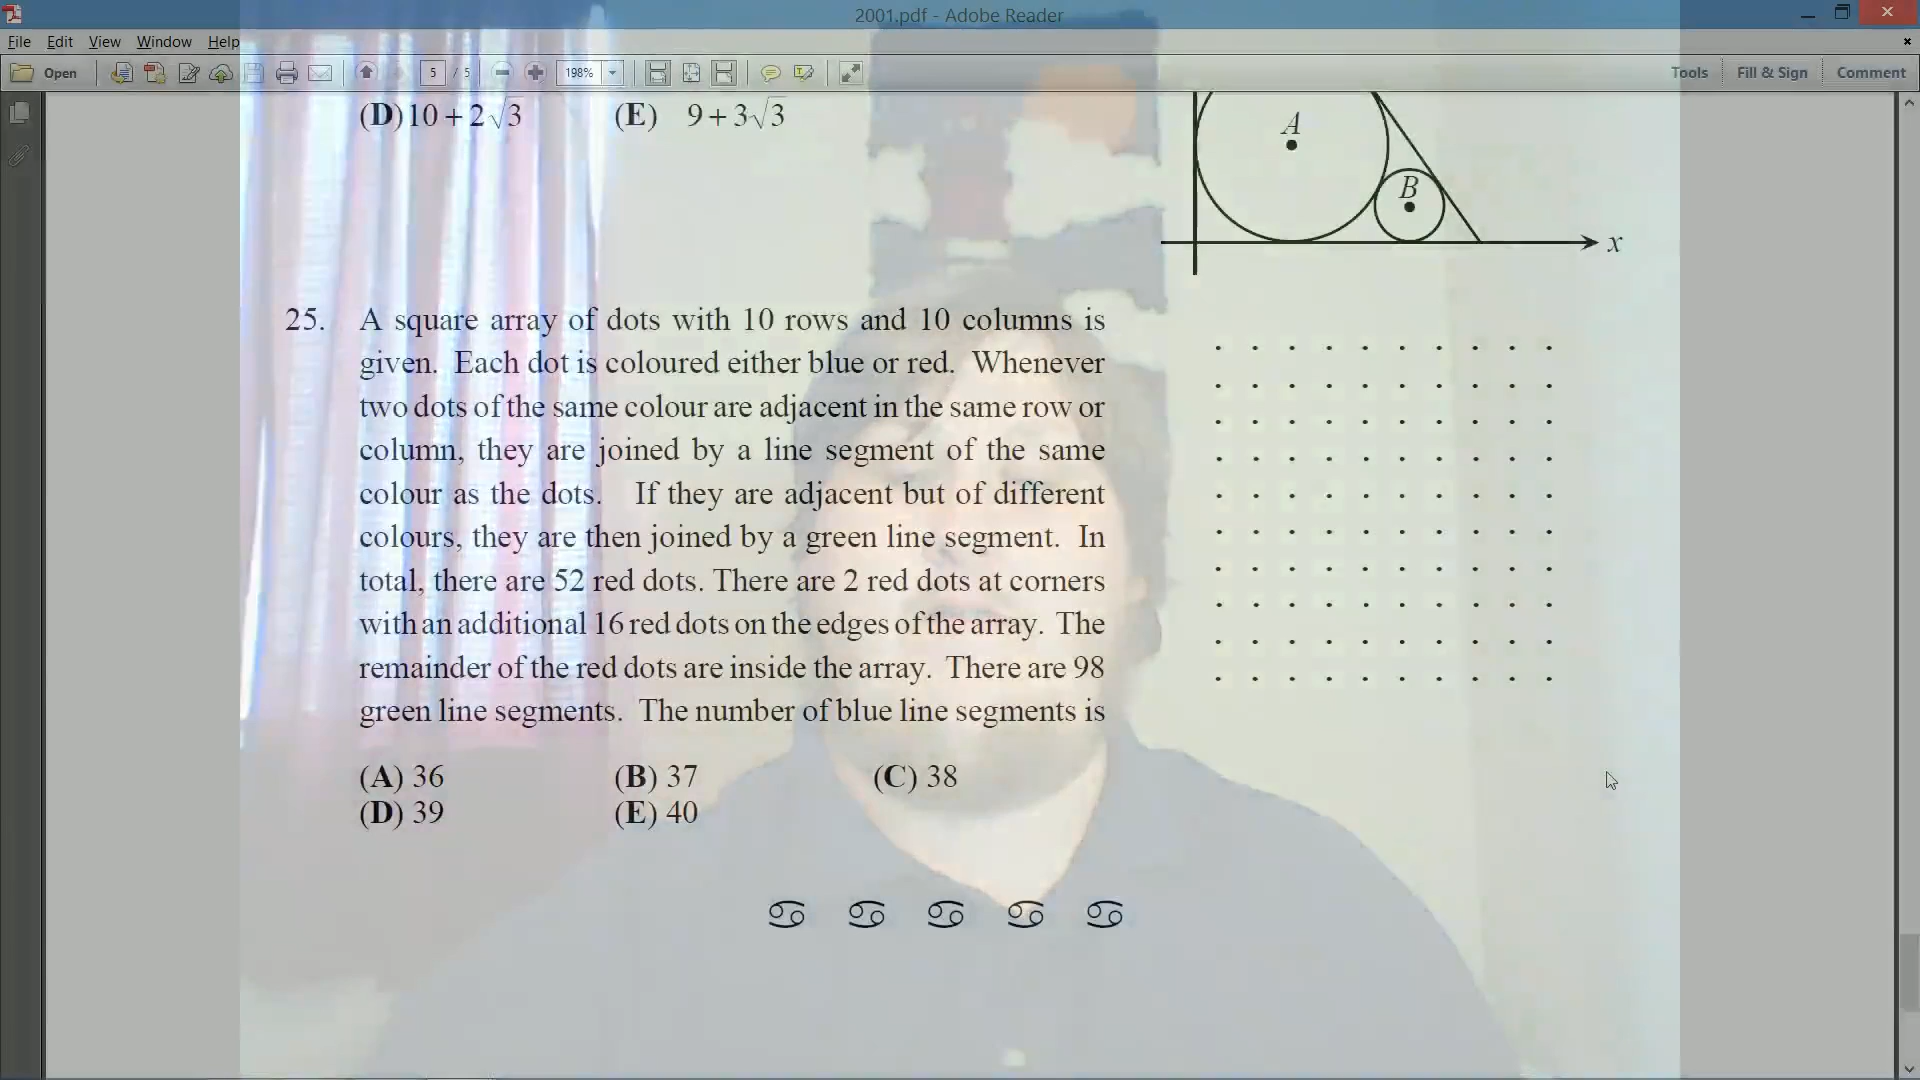 2001.pdf - Adobe Reader
File Edit View Window Help
Open 5 / 5 198% Tools Fill & Sign Comment
(D) 10 + 2√3 (E) 9 + 3√3
A
B
x
25. A square array of dots with 10 rows and 10 columns is
given. Each dot is coloured either blue or red. Whenever
two dots of the same colour are adjacent in the same row or
column, they are joined by a line segment of the same
colour as the dots. If they are adjacent but of different
colours, they are then joined by a green line segment. In
total, there are 52 red dots. There are 2 red dots at corners
with an additional 16 red dots on the edges of the array. The
remainder of the red dots are inside the array. There are 98
green line segments. The number of blue line segments is
(A) 36 (B) 37 (C) 38
(D) 39 (E) 40
♋ ♋ ♋ ♋ ♋